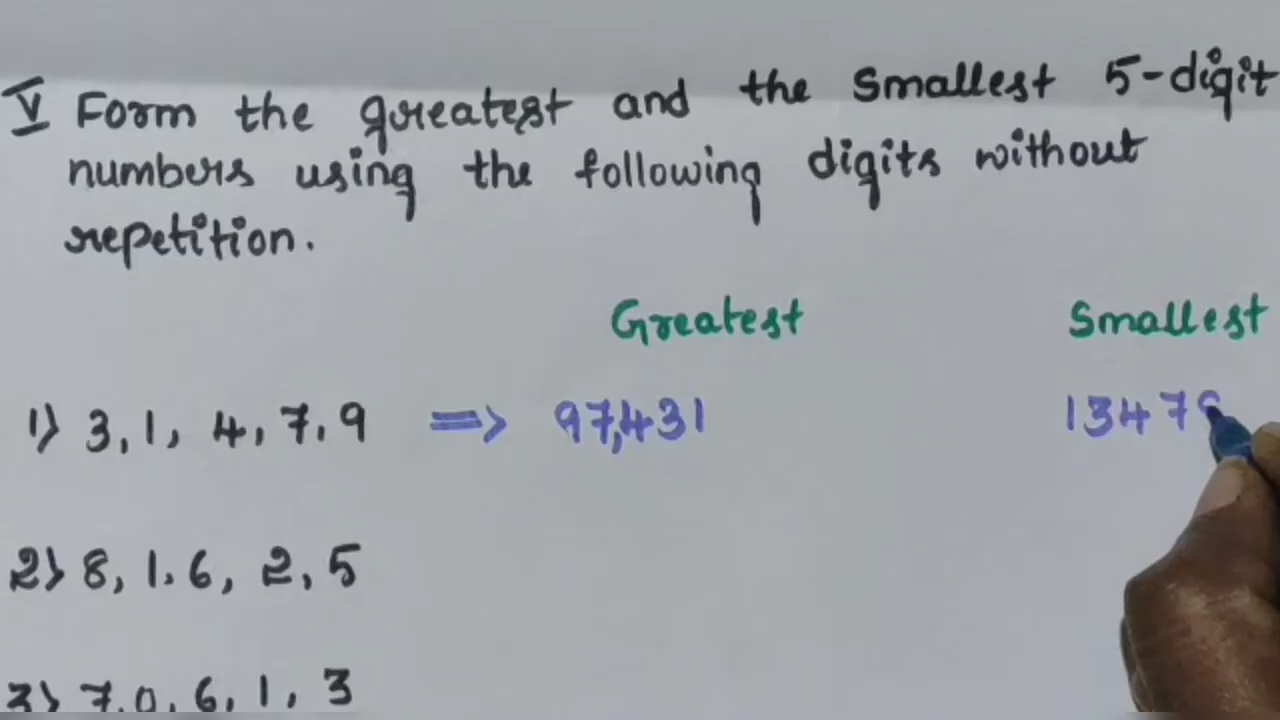 V Form the greatest and the smallest 5-digit
numbers using the following digits without
repetition.
Greatest Smallest
1) 3, 1, 4, 7, 9 => 97,431 13479
2) 8, 1, 6, 2, 5
3) 7, 0, 6, 1, 3